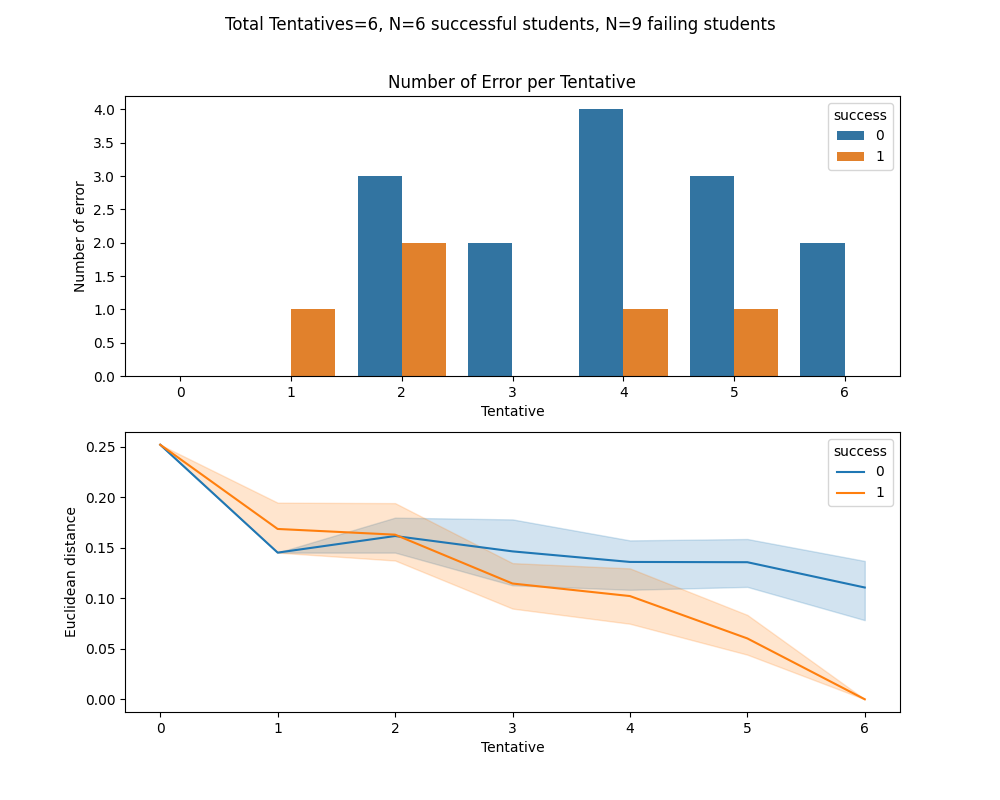 Total Tentatives=6, N=6 successful students, N=9 failing students
Number of Error per Tentative
Number of error
4.0
3.5
3.0
2.5
2.0
1.5
1.0
0.5
0.0
success
0
1
0 1 2 3 4 5 6
Tentative
Euclidean distance
0.25
0.20
0.15
0.10
0.05
0.00
success
0
1
0 1 2 3 4 5 6
Tentative